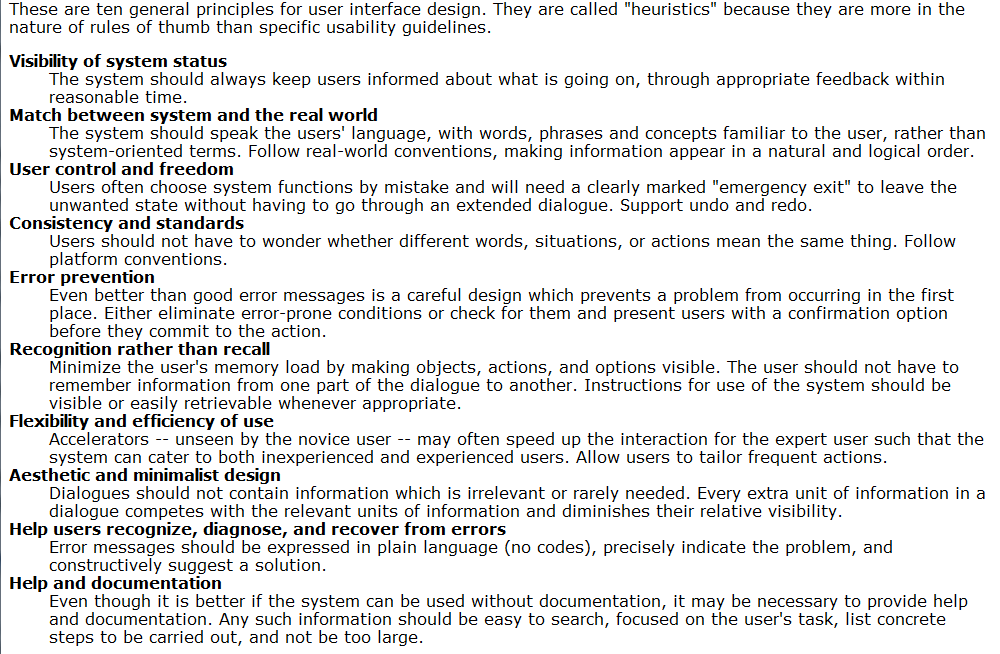 These are ten general principles for user interface design. They are called "heuristics" because they are more in the
nature of rules of thumb than specific usability guidelines.
Visibility of system status
The system should always keep users informed about what is going on, through appropriate feedback within
reasonable time.
Match between system and the real world
The system should speak the users' language, with words, phrases and concepts familiar to the user, rather than
system-oriented terms. Follow real-world conventions, making information appear in a natural and logical order.
User control and freedom
Users often choose system functions by mistake and will need a clearly marked "emergency exit" to leave the
unwanted state without having to go through an extended dialogue. Support undo and redo.
Consistency and standards
Users should not have to wonder whether different words, situations, or actions mean the same thing. Follow
platform conventions.
Error prevention
Even better than good error messages is a careful design which prevents a problem from occurring in the first
place. Either eliminate error-prone conditions or check for them and present users with a confirmation option
before they commit to the action.
Recognition rather than recall
Minimize the user's memory load by making objects, actions, and options visible. The user should not have to
remember information from one part of the dialogue to another. Instructions for use of the system should be
visible or easily retrievable whenever appropriate.
Flexibility and efficiency of use
Accelerators -- unseen by the novice user -- may often speed up the interaction for the expert user such that the
system can cater to both inexperienced and experienced users. Allow users to tailor frequent actions.
Aesthetic and minimalist design
Dialogues should not contain information which is irrelevant or rarely needed. Every extra unit of information in a
dialogue competes with the relevant units of information and diminishes their relative visibility.
Help users recognize, diagnose, and recover from errors
Error messages should be expressed in plain language (no codes), precisely indicate the problem, and
constructively suggest a solution.
Help and documentation
Even though it is better if the system can be used without documentation, it may be necessary to provide help
and documentation. Any such information should be easy to search, focused on the user's task, list concrete
steps to be carried out, and not be too large.